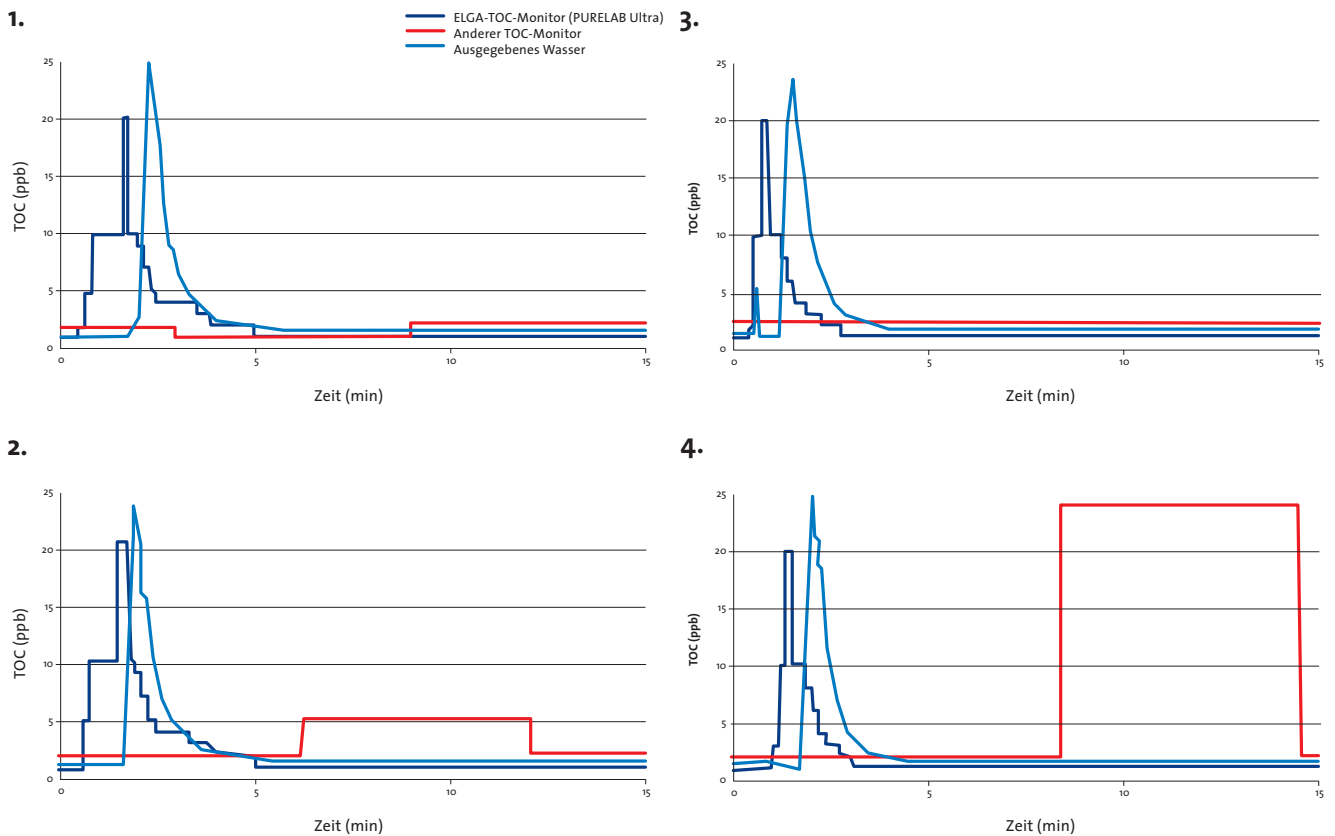 1.
ELGA-TOC-Monitor (PURELAB Ultra)
Anderer TOC-Monitor
Ausgegebenes Wasser
TOC (ppb)
25
20
15
10
5
0
0 5 10 15
Zeit (min)
3.
TOC (ppb)
25
20
15
10
5
0
0 5 10 15
Zeit (min)
2.
TOC (ppb)
25
20
15
10
5
0
0 5 10 15
Zeit (min)
4.
TOC (ppb)
25
20
15
10
5
0
0 5 10 15
Zeit (min)